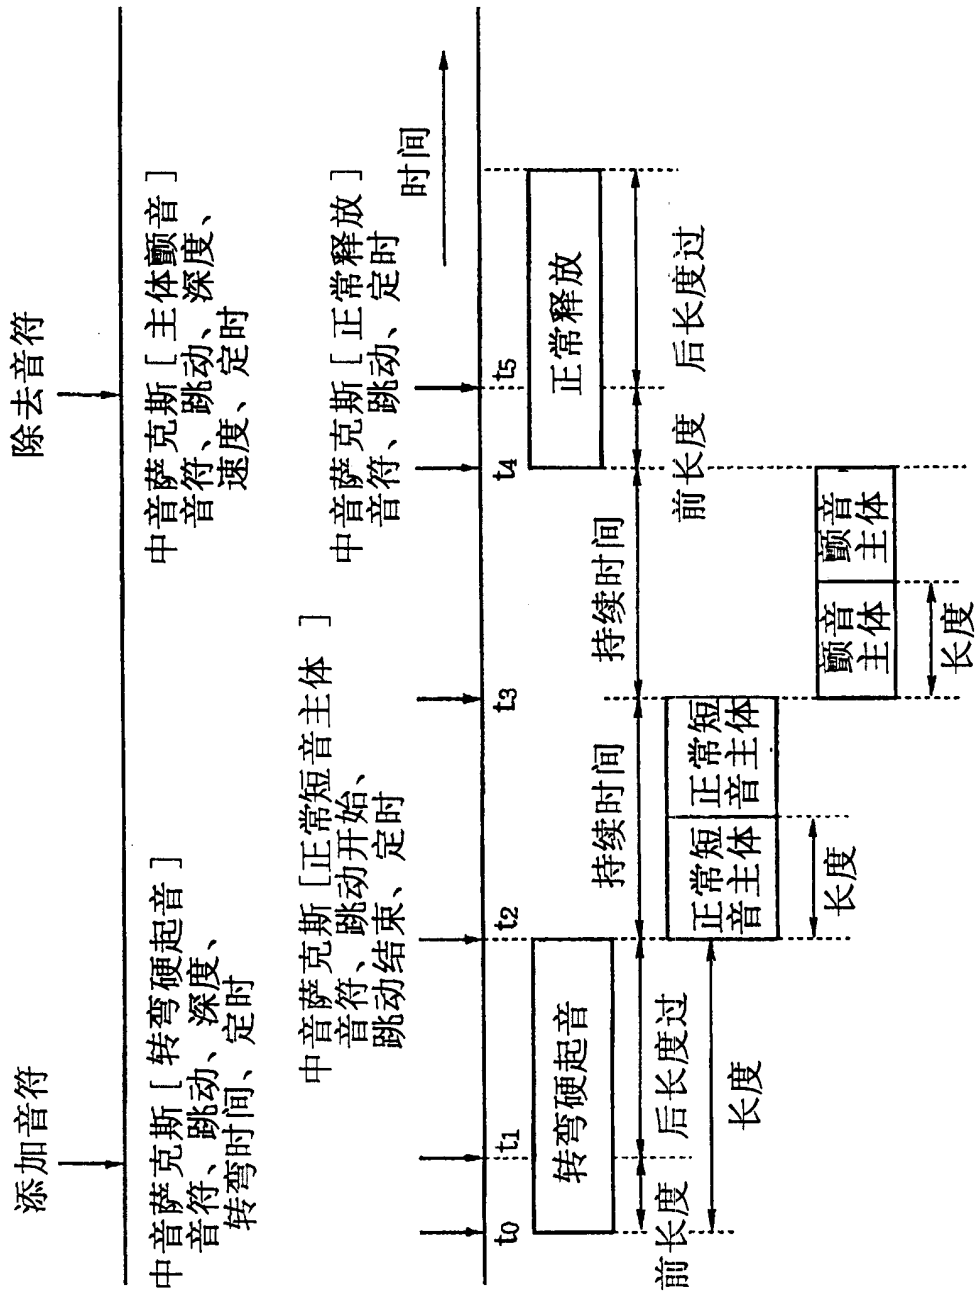 添加音符
除去音符
中音萨克斯[转弯硬起音]
音符、跳动、深度、
转弯时间、定时
中音萨克斯[主体颤音]
音符、跳动、深度、
速度、定时
中音萨克斯[正常短音主体 ]
音符、跳动开始、
跳动结束、定时
中音萨克斯[正常释放]
音符、跳动、定时
时间
t0
t1
t2
t3
t4
t5
转弯硬起音
正常释放
持续时间
持续时间
前长度
后长度过
前长度
后长度过
长度
正常短
音主体
正常短
音主体
长度
颤音
主体
颤音
主体
长度